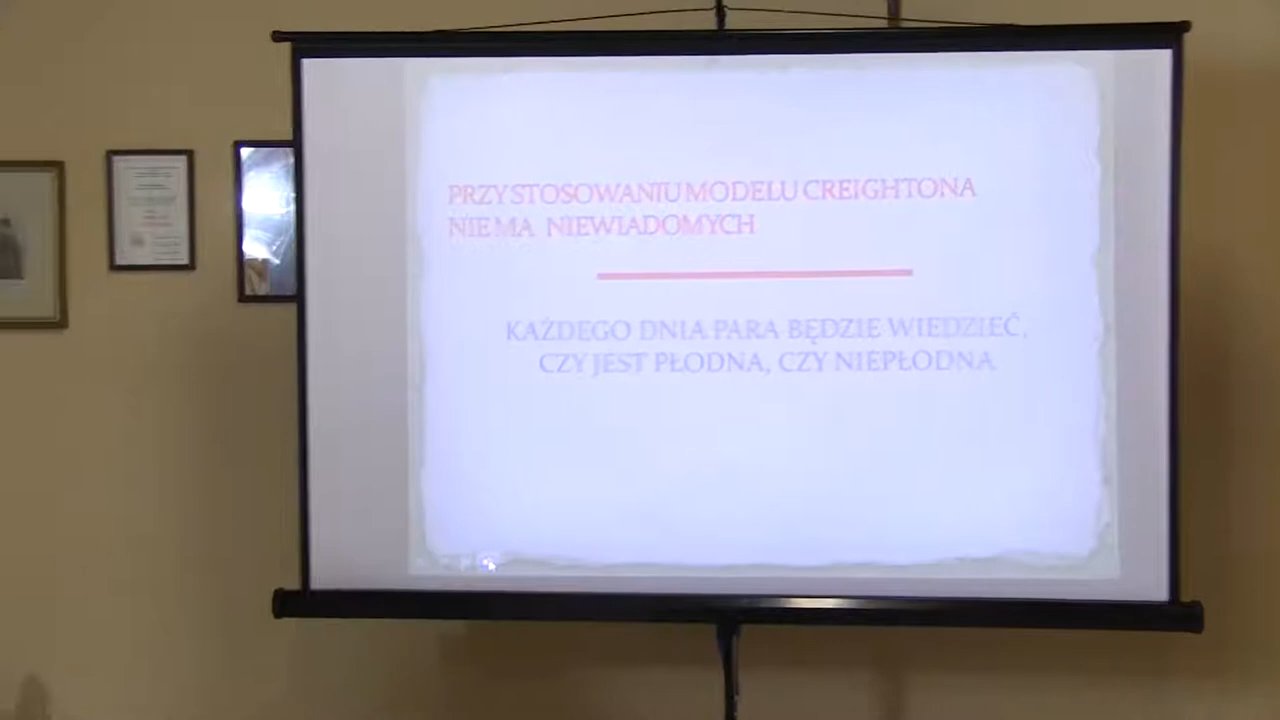 PRZY STOSOWANIU MODELU CREIGHTONA
NIE MA NIEWIADOMYCH
KAŻDEGO DNIA PARA BĘDZIE WIEDZIEĆ,
CZY JEST PŁODNA, CZY NIEPŁODNA